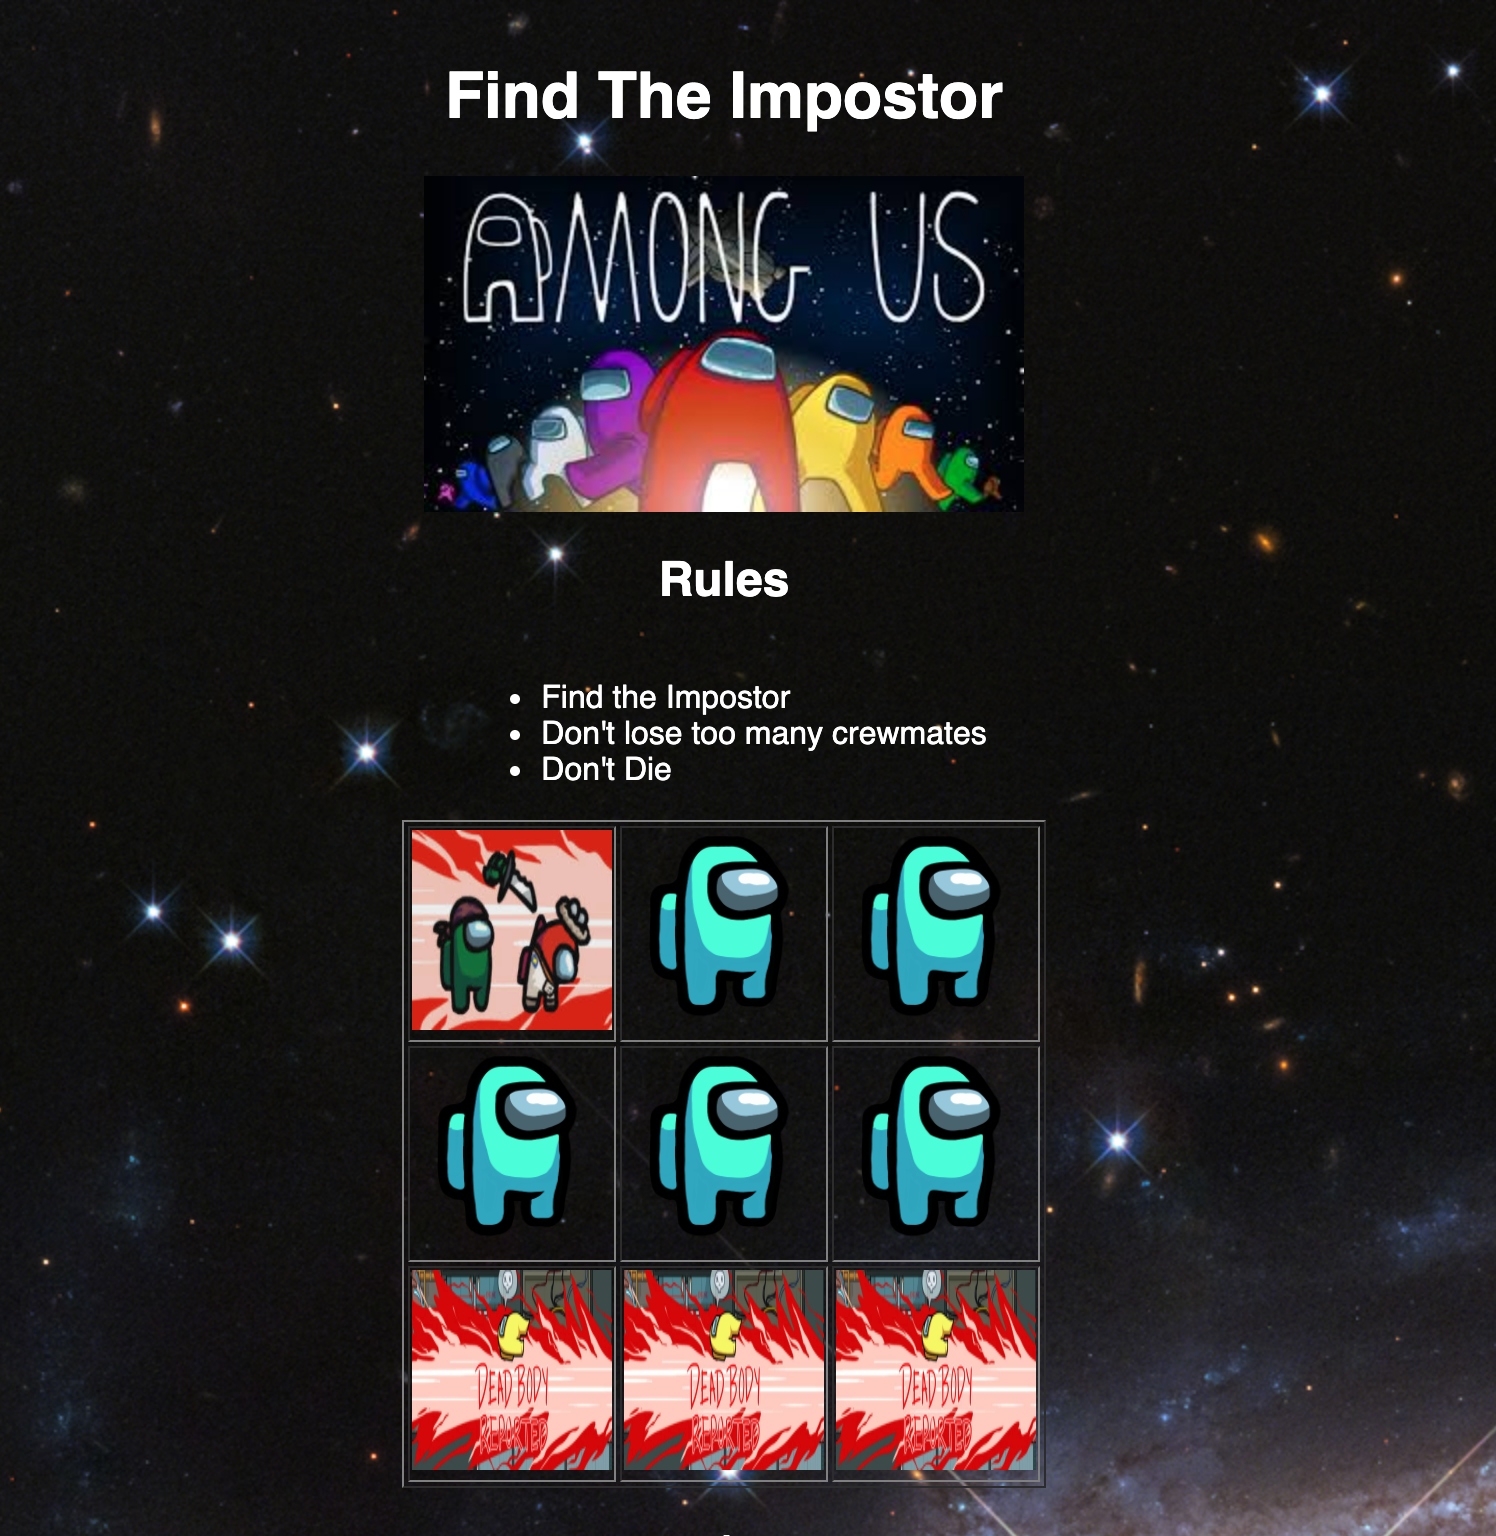 Find The Impostor
AMONG US
Rules
Find the Impostor
Don't lose too many crewmates
Don't Die
DEAD BODY
REPORTED
DEAD BODY
REPORTED
DEAD BODY
REPORTED